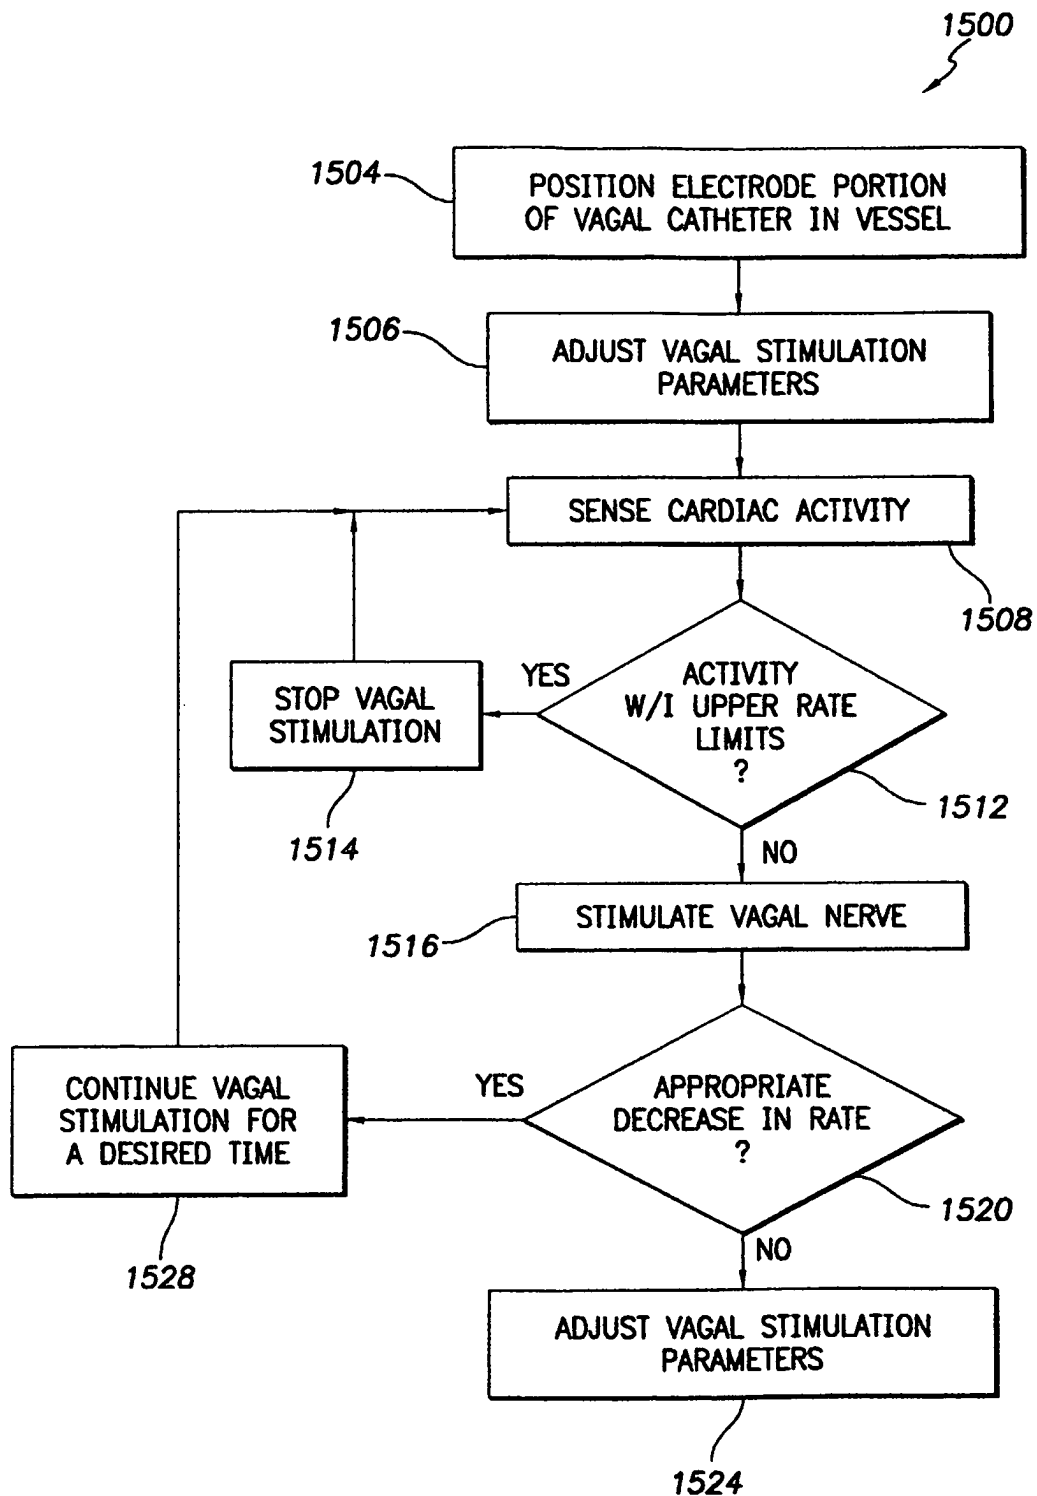 1500
1504
POSITION ELECTRODE PORTION
OF VAGAL CATHETER IN VESSEL
1506
ADJUST VAGAL STIMULATION
PARAMETERS
SENSE CARDIAC ACTIVITY
1508
YES
ACTIVITY
W/I UPPER RATE
LIMITS
?
STOP VAGAL
STIMULATION
1512
1514
NO
STIMULATE VAGAL NERVE
1516
YES
APPROPRIATE
DECREASE IN RATE
?
CONTINUE VAGAL
STIMULATION FOR
A DESIRED TIME
1520
1528
NO
ADJUST VAGAL STIMULATION
PARAMETERS
1524